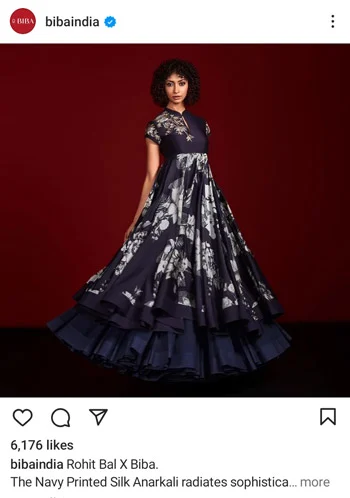 BIBA
bibaindia
6,176 likes
bibaindia Rohit Bal X Biba.
The Navy Printed Silk Anarkali radiates sophistica... more